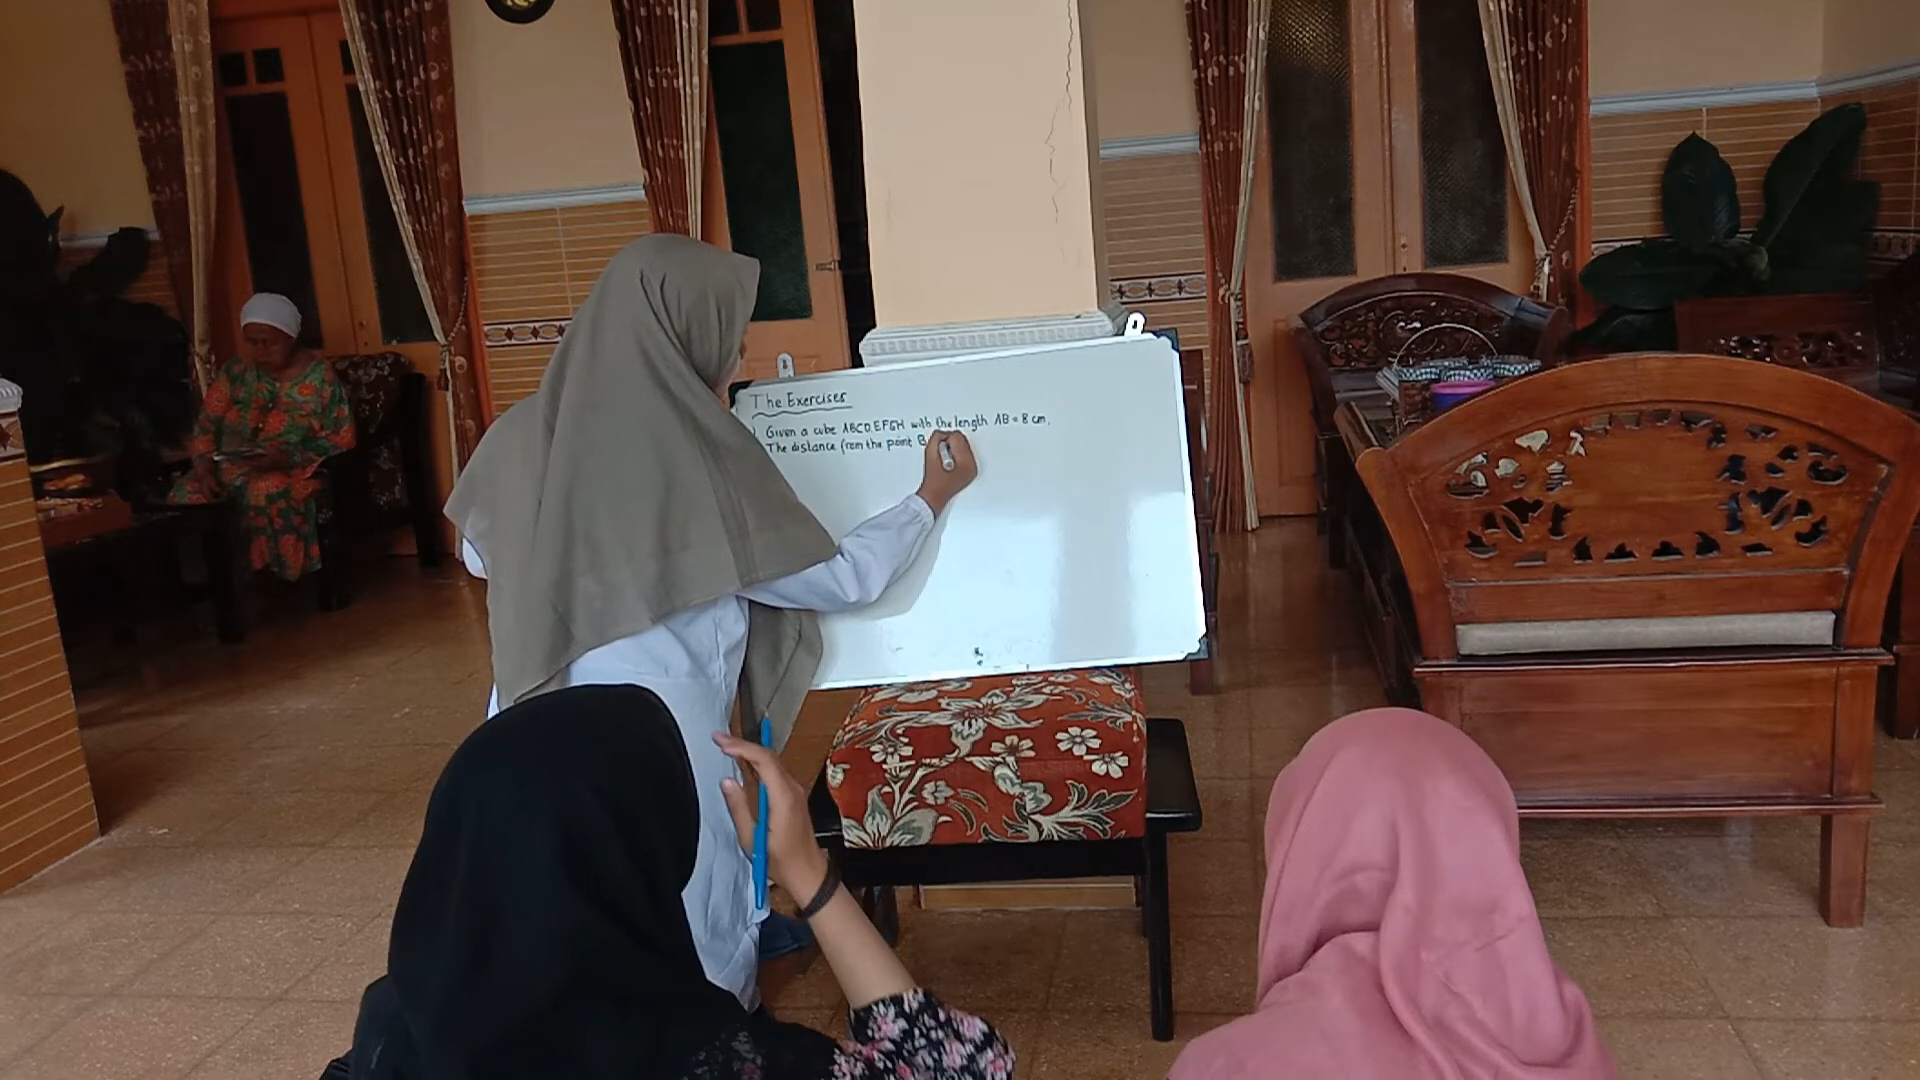 The Exercises
) Given a cube ABCD.EFGH with the length AB = 8 cm.
The distance from the point B